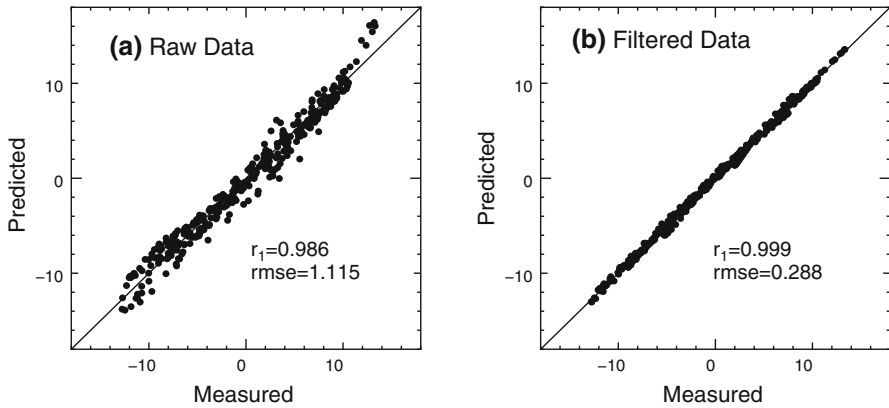 (a) Raw Data
10
0
−10
Predicted
r1=0.986
rmse=1.115
−10 0 10
Measured
(b) Filtered Data
10
0
−10
Predicted
r1=0.999
rmse=0.288
−10 0 10
Measured